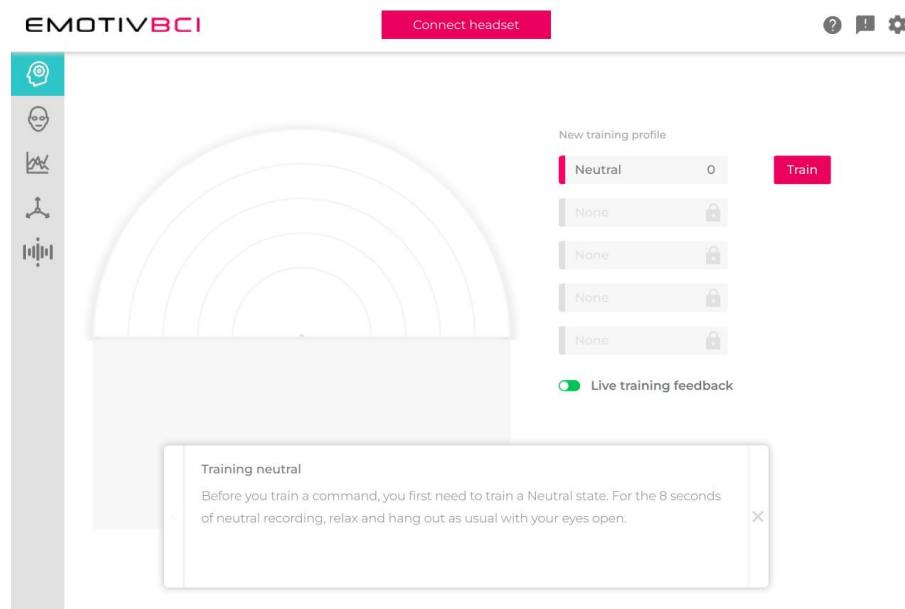 EMOTIVBCI
Connect headset
New training profile
Neutral 0
Train
None
None
None
None
Live training feedback
Training neutral
Before you train a command, you first need to train a Neutral state. For the 8 seconds
of neutral recording, relax and hang out as usual with your eyes open.